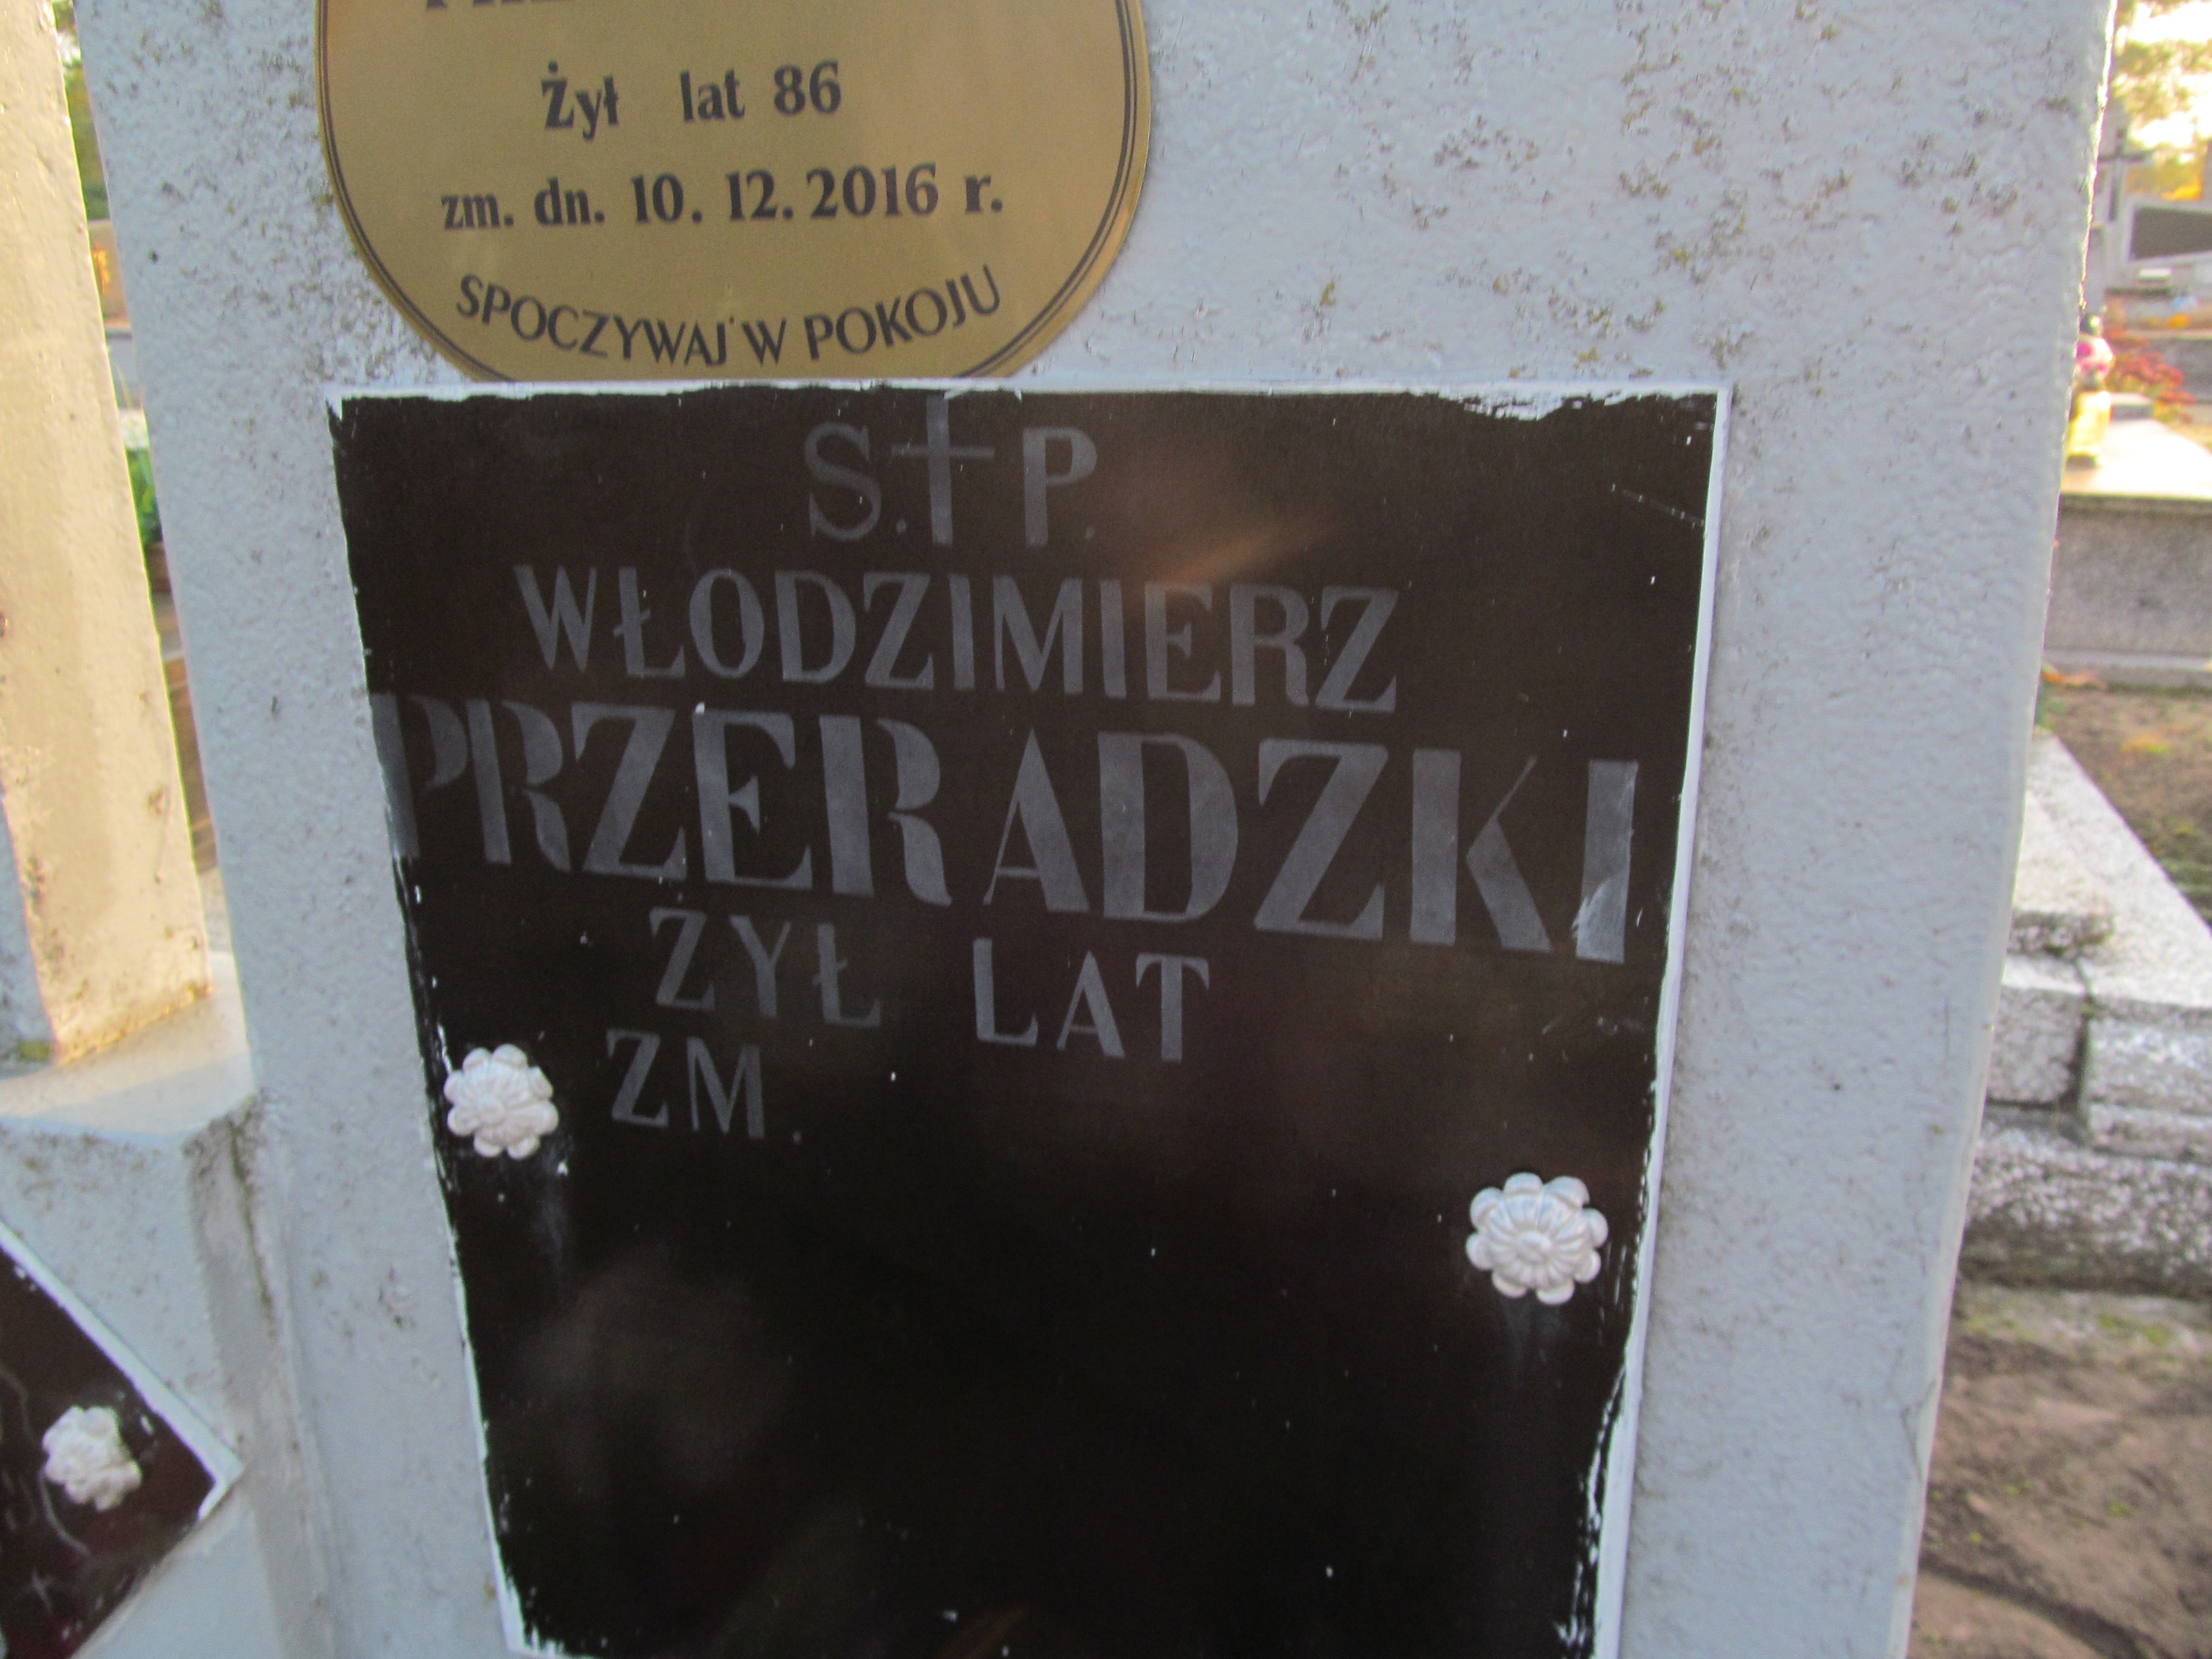 Żył lat 86
zm. dn. 10. 12. 2016 r.
SPOCZYWAJ W POKOJU
S.†P.
WŁODZIMIERZ
PRZERADZKI
ŻYŁ LAT
ZM.